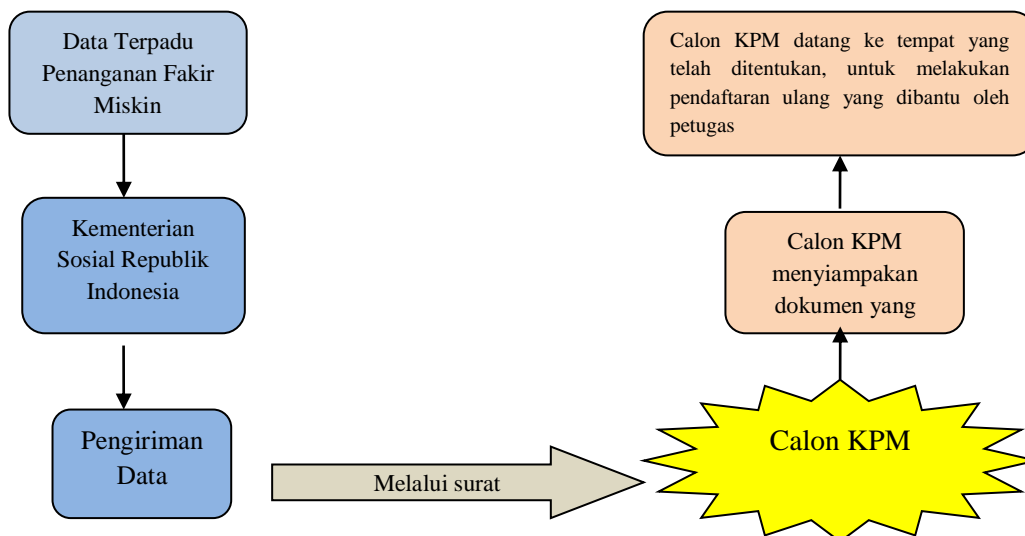 Data Terpadu
Penanganan Fakir
Miskin
Kementerian
Sosial Republik
Indonesia
Pengiriman
Data
Melalui surat
Calon KPM
Calon KPM
menyiampakan
dokumen yang
Calon KPM datang ke tempat yang
telah ditentukan, untuk melakukan
pendaftaran ulang yang dibantu oleh
petugas